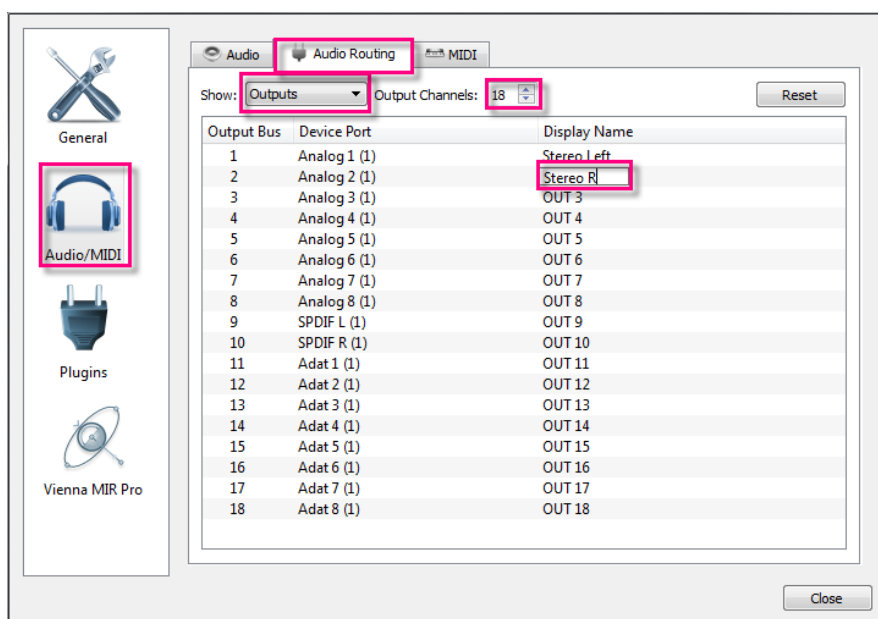 Audio Audio Routing MIDI
Show: Outputs Output Channels: 18 Reset
General
Audio/MIDI
Plugins
Vienna MIR Pro
Output Bus Device Port Display Name
1 Analog 1 (1) Stereo Left
2 Analog 2 (1) Stereo R
3 Analog 3 (1) OUT 3
4 Analog 4 (1) OUT 4
5 Analog 5 (1) OUT 5
6 Analog 6 (1) OUT 6
7 Analog 7 (1) OUT 7
8 Analog 8 (1) OUT 8
9 SPDIF L (1) OUT 9
10 SPDIF R (1) OUT 10
11 Adat 1 (1) OUT 11
12 Adat 2 (1) OUT 12
13 Adat 3 (1) OUT 13
14 Adat 4 (1) OUT 14
15 Adat 5 (1) OUT 15
16 Adat 6 (1) OUT 16
17 Adat 7 (1) OUT 17
18 Adat 8 (1) OUT 18
Close